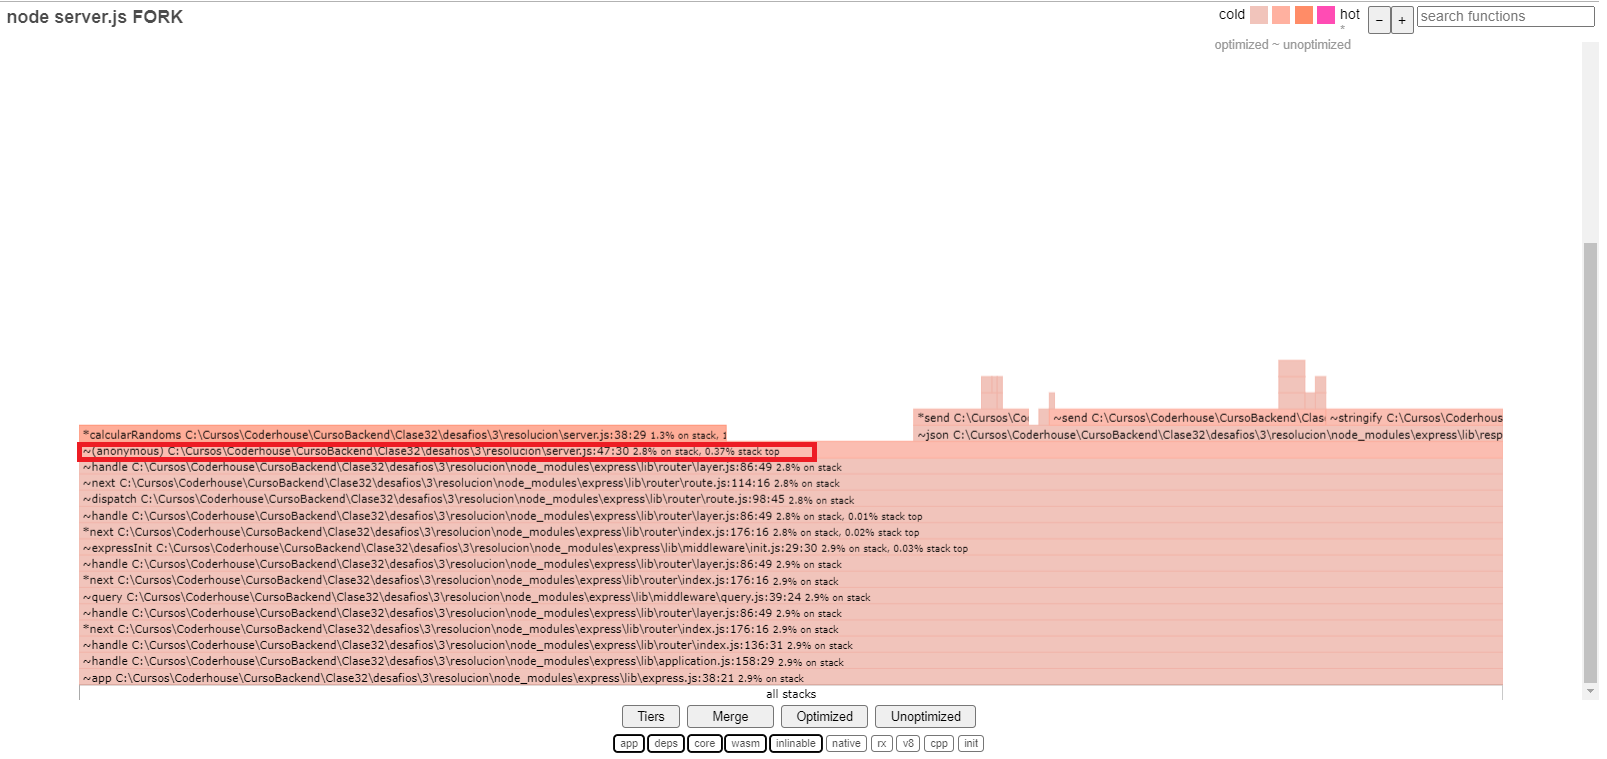 node server.js FORK
cold hot
*
optimized ~ unoptimized
−
+
search functions
*send C:\Cursos\Co
~send C:\Cursos\Coderhouse\CursoBackend\Clas
~stringify C:\Cursos\Coderhous
*calcularRandoms C:\Cursos\Coderhouse\CursoBackend\Clase32\desafios\3\resolucion\server.js:38:29 1.3% on stack, 1
~json C:\Cursos\Coderhouse\CursoBackend\Clase32\desafios\3\resolucion\node_modules\express\lib\resp
~(anonymous) C:\Cursos\Coderhouse\CursoBackend\Clase32\desafios\3\resolucion\server.js:47:30 2.8% on stack, 0.37% stack top
~handle C:\Cursos\Coderhouse\CursoBackend\Clase32\desafios\3\resolucion\node_modules\express\lib\router\layer.js:86:49 2.8% on stack
~next C:\Cursos\Coderhouse\CursoBackend\Clase32\desafios\3\resolucion\node_modules\express\lib\router\route.js:114:16 2.8% on stack
~dispatch C:\Cursos\Coderhouse\CursoBackend\Clase32\desafios\3\resolucion\node_modules\express\lib\router\route.js:98:45 2.8% on stack
~handle C:\Cursos\Coderhouse\CursoBackend\Clase32\desafios\3\resolucion\node_modules\express\lib\router\layer.js:86:49 2.8% on stack, 0.01% stack top
*next C:\Cursos\Coderhouse\CursoBackend\Clase32\desafios\3\resolucion\node_modules\express\lib\router\index.js:176:16 2.8% on stack, 0.02% stack top
~expressInit C:\Cursos\Coderhouse\CursoBackend\Clase32\desafios\3\resolucion\node_modules\express\lib\middleware\init.js:29:30 2.9% on stack, 0.03% stack top
~handle C:\Cursos\Coderhouse\CursoBackend\Clase32\desafios\3\resolucion\node_modules\express\lib\router\layer.js:86:49 2.9% on stack
*next C:\Cursos\Coderhouse\CursoBackend\Clase32\desafios\3\resolucion\node_modules\express\lib\router\index.js:176:16 2.9% on stack
~query C:\Cursos\Coderhouse\CursoBackend\Clase32\desafios\3\resolucion\node_modules\express\lib\middleware\query.js:39:24 2.9% on stack
~handle C:\Cursos\Coderhouse\CursoBackend\Clase32\desafios\3\resolucion\node_modules\express\lib\router\layer.js:86:49 2.9% on stack
*next C:\Cursos\Coderhouse\CursoBackend\Clase32\desafios\3\resolucion\node_modules\express\lib\router\index.js:176:16 2.9% on stack
~handle C:\Cursos\Coderhouse\CursoBackend\Clase32\desafios\3\resolucion\node_modules\express\lib\router\index.js:136:31 2.9% on stack
~handle C:\Cursos\Coderhouse\CursoBackend\Clase32\desafios\3\resolucion\node_modules\express\lib\application.js:158:29 2.9% on stack
~app C:\Cursos\Coderhouse\CursoBackend\Clase32\desafios\3\resolucion\node_modules\express\lib\express.js:38:21 2.9% on stack
all stacks
Tiers Merge Optimized Unoptimized
app deps core wasm inlinable native rx v8 cpp init